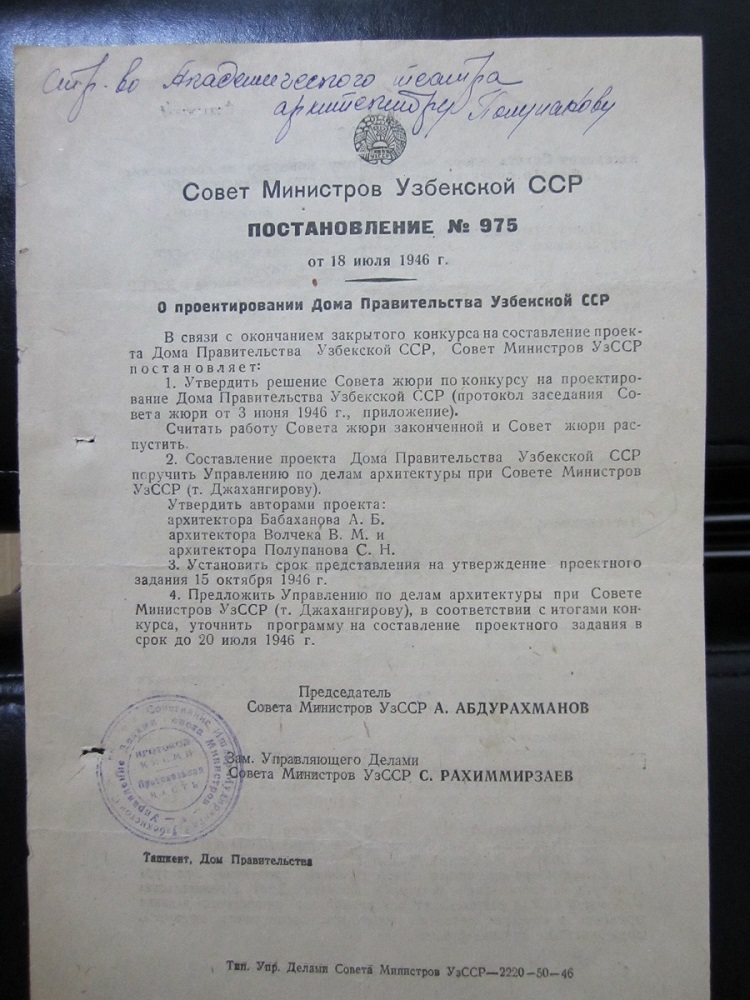 стр-во Академического театра
архитектору Полупанову
Совет Министров Узбекской ССР
ПОСТАНОВЛЕНИЕ № 975
от 18 июля 1946 г.
О проектировании Дома Правительства Узбекской ССР
В связи с окончанием закрытого конкурса на составление проек-
та Дома Правительства Узбекской ССР, Совет Министров УзССР
постановляет:
1. Утвердить решение Совета жюри по конкурсу на проектиро-
вание Дома Правительства Узбекской ССР (протокол заседания Со-
вета жюри от 3 июня 1946 г., приложение).
Считать работу Совета жюри законченной и Совет жюри рас-
пустить.
2. Составление проекта Дома Правительства Узбекской ССР
поручить Управлению по делам архитектуры при Совете Министров
УзССР (т. Джахангирову).
Утвердить авторами проекта:
архитектора Бабаханова А. Б.
архитектора Волчека В. М. и
архитектора Полупанова С. Н.
3. Установить срок представления на утверждение проектного
задания 15 октября 1946 г.
4. Предложить Управлению по делам архитектуры при Совете
Министров УзССР (т. Джахангирову), в соответствии с итогами кон-
курса, уточнить программу на составление проектного задания в
срок до 20 июля 1946 г.
Председатель
Совета Министров УзССР А. АБДУРАХМАНОВ
Зам. Управляющего Делами
Совета Министров УзССР С. РАХИММИРЗАЕВ
Протокольная
Ташкент, Дом Правительства
Тип. Упр. Делами Совета Министров УзССР—2220-50-46